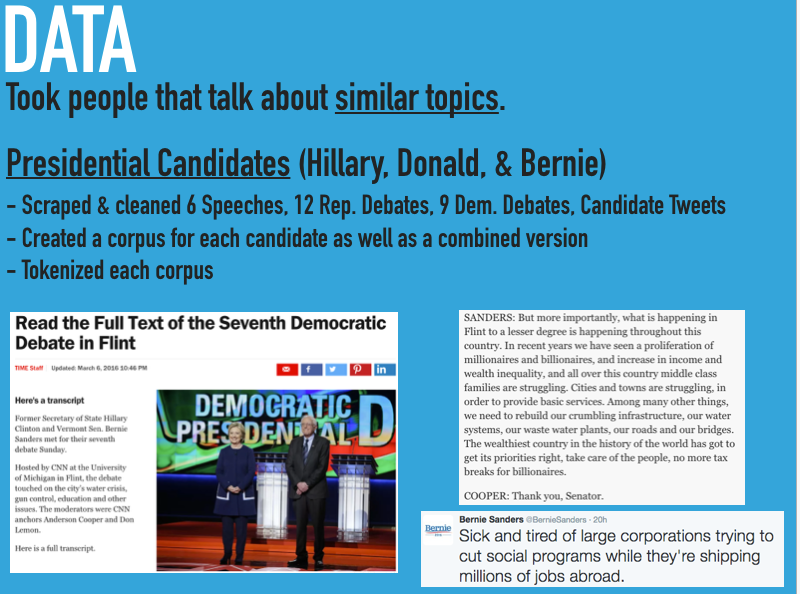 DATA
Took people that talk about similar topics.
Presidential Candidates (Hillary, Donald, & Bernie)
- Scraped & cleaned 6 Speeches, 12 Rep. Debates, 9 Dem. Debates, Candidate Tweets
- Created a corpus for each candidate as well as a combined version
- Tokenized each corpus
Read the Full Text of the Seventh Democratic
Debate in Flint
TIME Staff Updated: March 6, 2016 10:46 PM
Here's a transcript
Former Secretary of State Hillary
Clinton and Vermont Sen. Bernie
Sanders met for their seventh
debate Sunday.
Hosted by CNN at the University
of Michigan in Flint, the debate
touched on the city's water crisis,
gun control, education and other
issues. The moderators were CNN
anchors Anderson Cooper and Don
Lemon.
Here is a full transcript.
DEMOCRATIC
PRESIDENTIAL D
SANDERS: But more importantly, what is happening in
Flint to a lesser degree is happening throughout this
country. In recent years we have seen a proliferation of
millionaires and billionaires, and increase in income and
wealth inequality, and all over this country middle class
families are struggling. Cities and towns are struggling, in
order to provide basic services. Among many other things,
we need to rebuild our crumbling infrastructure, our water
systems, our waste water plants, our roads and our bridges.
The wealthiest country in the history of the world has got to
get its priorities right, take care of the people, no more tax
breaks for billionaires.
COOPER: Thank you, Senator.
Bernie
Bernie Sanders @BernieSanders · 20h
Sick and tired of large corporations trying to
cut social programs while they're shipping
millions of jobs abroad.